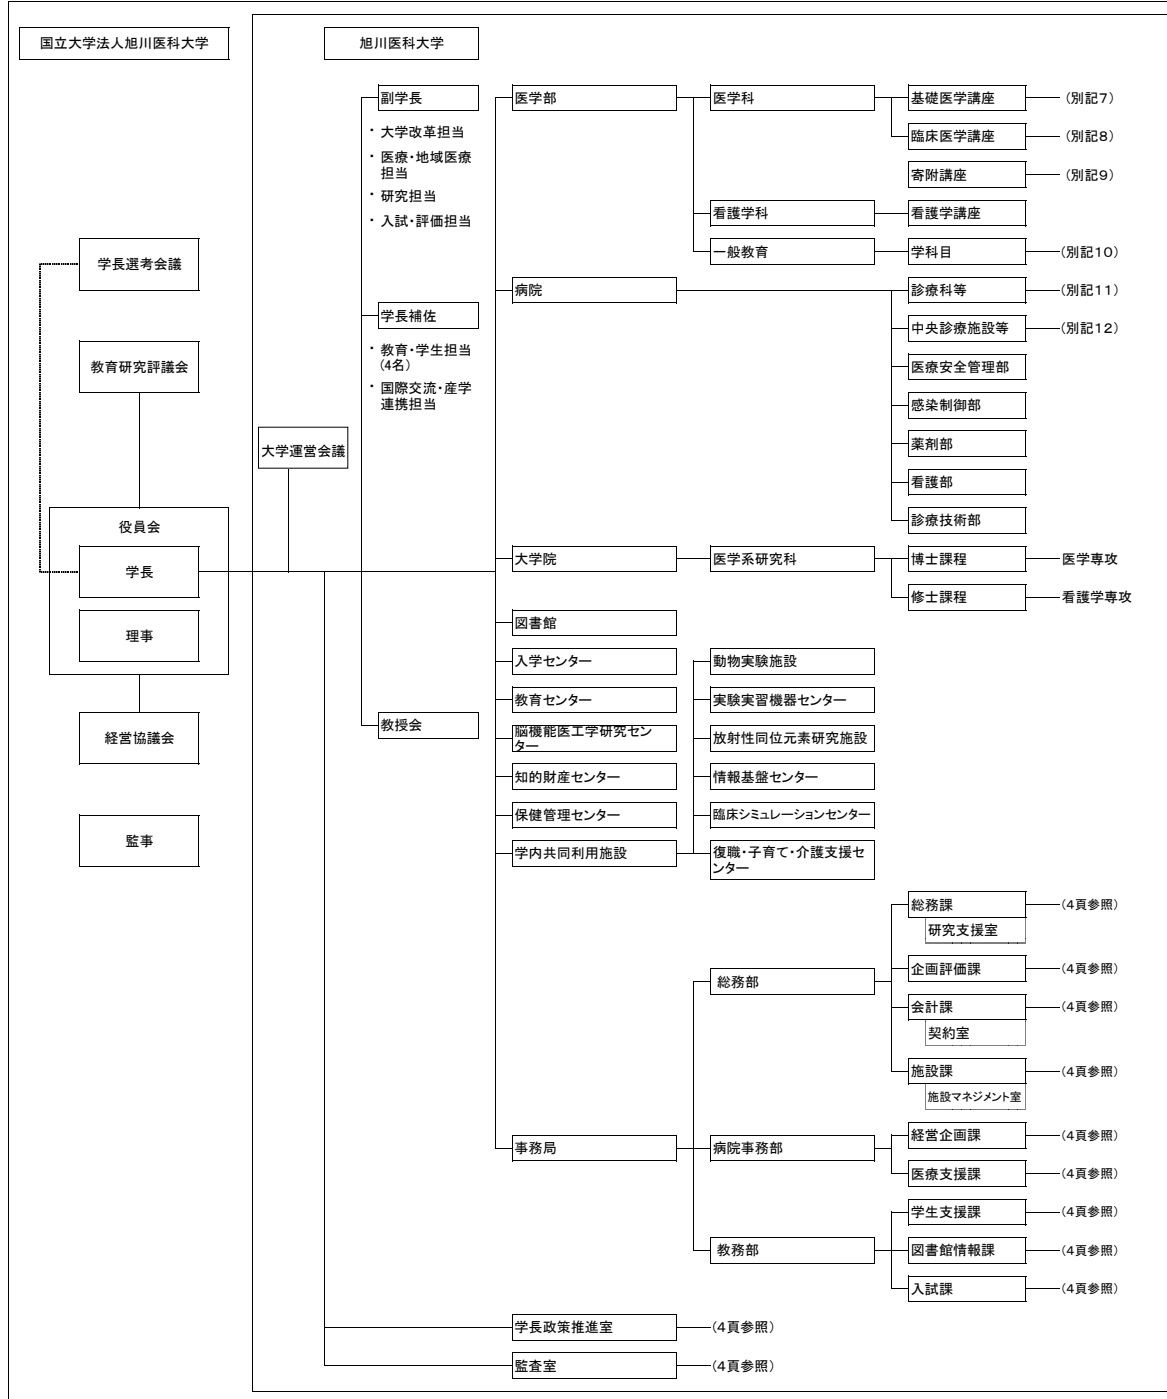 国立大学法人旭川医科大学
旭川医科大学
副学長
・ 大学改革担当
・ 医療・地域医療
担当
・ 研究担当
・ 入試・評価担当
医学部
医学科
基礎医学講座
(別記7)
臨床医学講座
(別記8)
寄附講座
(別記9)
看護学科
看護学講座
一般教育
学科目
(別記10)
学長選考会議
病院
診療科等
(別記11)
中央診療施設等
(別記12)
医療安全管理部
感染制御部
薬剤部
看護部
診療技術部
学長補佐
・ 教育・学生担当
(4名)
・ 国際交流・産学
連携担当
教育研究評議会
大学運営会議
役員会
学長
理事
経営協議会
監事
大学院
医学系研究科
博士課程
医学専攻
修士課程
看護学専攻
図書館
入学センター
教育センター
教授会
脳機能医工学研究セン
ター
知的財産センター
保健管理センター
学内共同利用施設
動物実験施設
実験実習機器センター
放射性同位元素研究施設
情報基盤センター
臨床シミュレーションセンター
復職・子育て・介護支援セ
ンター
事務局
総務部
総務課
(4頁参照)
研究支援室
企画評価課
(4頁参照)
会計課
(4頁参照)
契約室
施設課
(4頁参照)
施設マネジメント室
病院事務部
経営企画課
(4頁参照)
医療支援課
(4頁参照)
教務部
学生支援課
(4頁参照)
図書館情報課
(4頁参照)
入試課
(4頁参照)
学長政策推進室
(4頁参照)
監査室
(4頁参照)